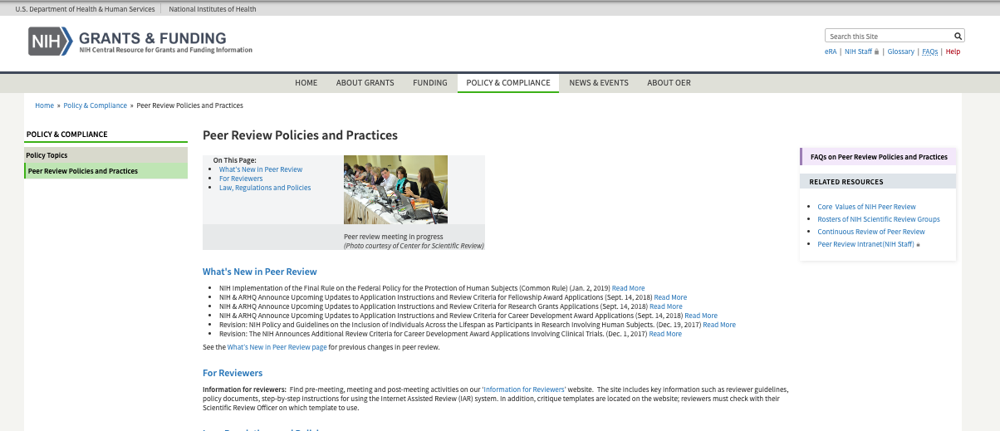 U.S. Department of Health & Human Services | National Institutes of Health
NIH GRANTS & FUNDING
NIH Central Resource for Grants and Funding Information
Search this Site
eRA | NIH Staff | Glossary | FAQs | Help
HOME ABOUT GRANTS FUNDING POLICY & COMPLIANCE NEWS & EVENTS ABOUT OER
Home » Policy & Compliance » Peer Review Policies and Practices
POLICY & COMPLIANCE
Policy Topics
Peer Review Policies and Practices
Peer Review Policies and Practices
On This Page:
• What's New in Peer Review
• For Reviewers
• Law, Regulations and Policies
Peer review meeting in progress
(Photo courtesy of Center for Scientific Review)
What's New in Peer Review
• NIH Implementation of the Final Rule on the Federal Policy for the Protection of Human Subjects (Common Rule) (Jan. 2, 2019) Read More
• NIH & ARHQ Announce Upcoming Updates to Application Instructions and Review Criteria for Fellowship Award Applications (Sept. 14, 2018) Read More
• NIH & ARHQ Announce Upcoming Updates to Application Instructions and Review Criteria for Research Grants Applications (Sept. 14, 2018) Read More
• NIH & ARHQ Announce Upcoming Updates to Application Instructions and Review Criteria for Career Development Award Applications (Sept. 14, 2018) Read More
• Revision: NIH Policy and Guidelines on the Inclusion of Individuals Across the Lifespan as Participants in Research Involving Human Subjects. (Dec. 19, 2017) Read More
• Revision: The NIH Announces Additional Review Criteria for Career Development Award Applications Involving Clinical Trials. (Dec. 1, 2017) Read More
See the What's New in Peer Review page for previous changes in peer review.
For Reviewers
Information for reviewers: Find pre-meeting, meeting and post-meeting activities on our 'Information for Reviewers' website. The site includes key information such as reviewer guidelines,
policy documents, step-by-step instructions for using the Internet Assisted Review (IAR) system. In addition, critique templates are located on the website; reviewers must check with their
Scientific Review Officer on which template to use.
FAQs on Peer Review Policies and Practices
RELATED RESOURCES
• Core Values of NIH Peer Review
• Rosters of NIH Scientific Review Groups
• Continuous Review of Peer Review
• Peer Review Intranet(NIH Staff)